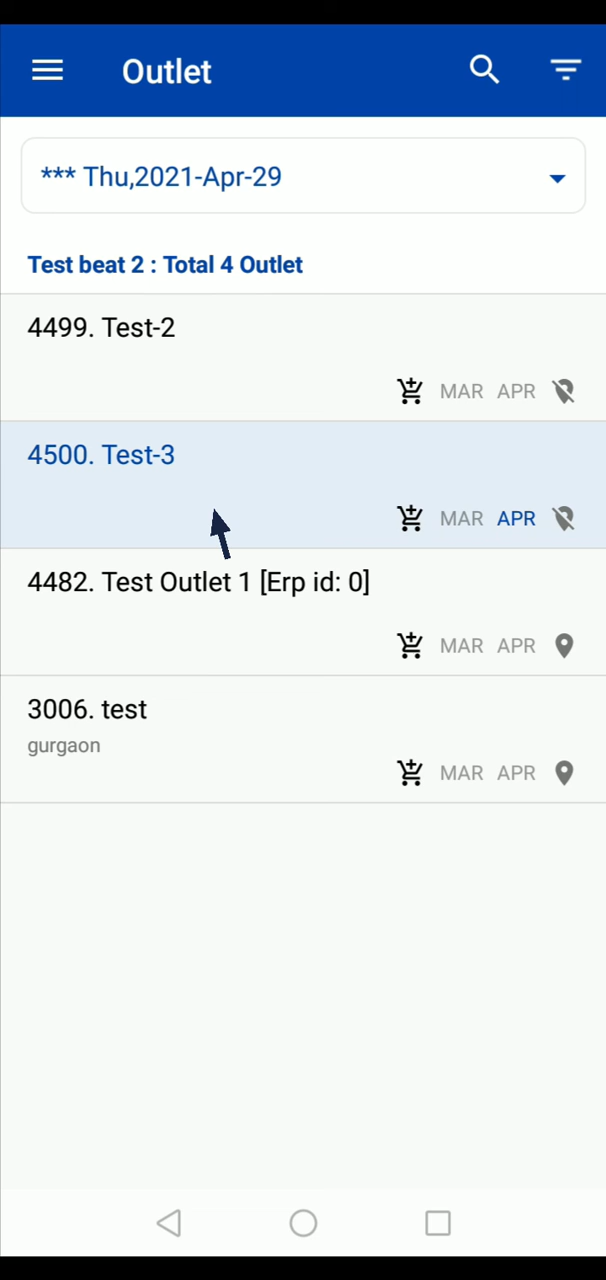 Outlet
*** Thu,2021-Apr-29
Test beat 2 : Total 4 Outlet
4499. Test-2
MAR APR
4500. Test-3
MAR APR
4482. Test Outlet 1 [Erp id: 0]
MAR APR
3006. test
gurgaon
MAR APR